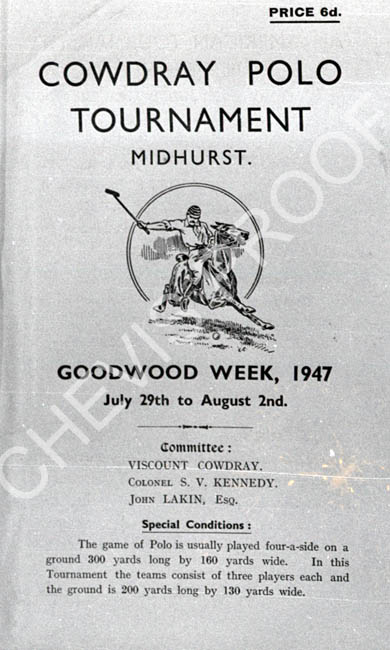 PRICE 6d.
COWDRAY POLO
TOURNAMENT
MIDHURST.
GOODWOOD WEEK, 1947
July 29th to August 2nd.
Committee :
VISCOUNT COWDRAY.
COLONEL S. V. KENNEDY.
JOHN LAKIN, ESQ.
Special Conditions :
The game of Polo is usually played four-a-side on a
ground 300 yards long by 160 yards wide. In this
Tournament the teams consist of three players each and
the ground is 200 yards long by 130 yards wide.